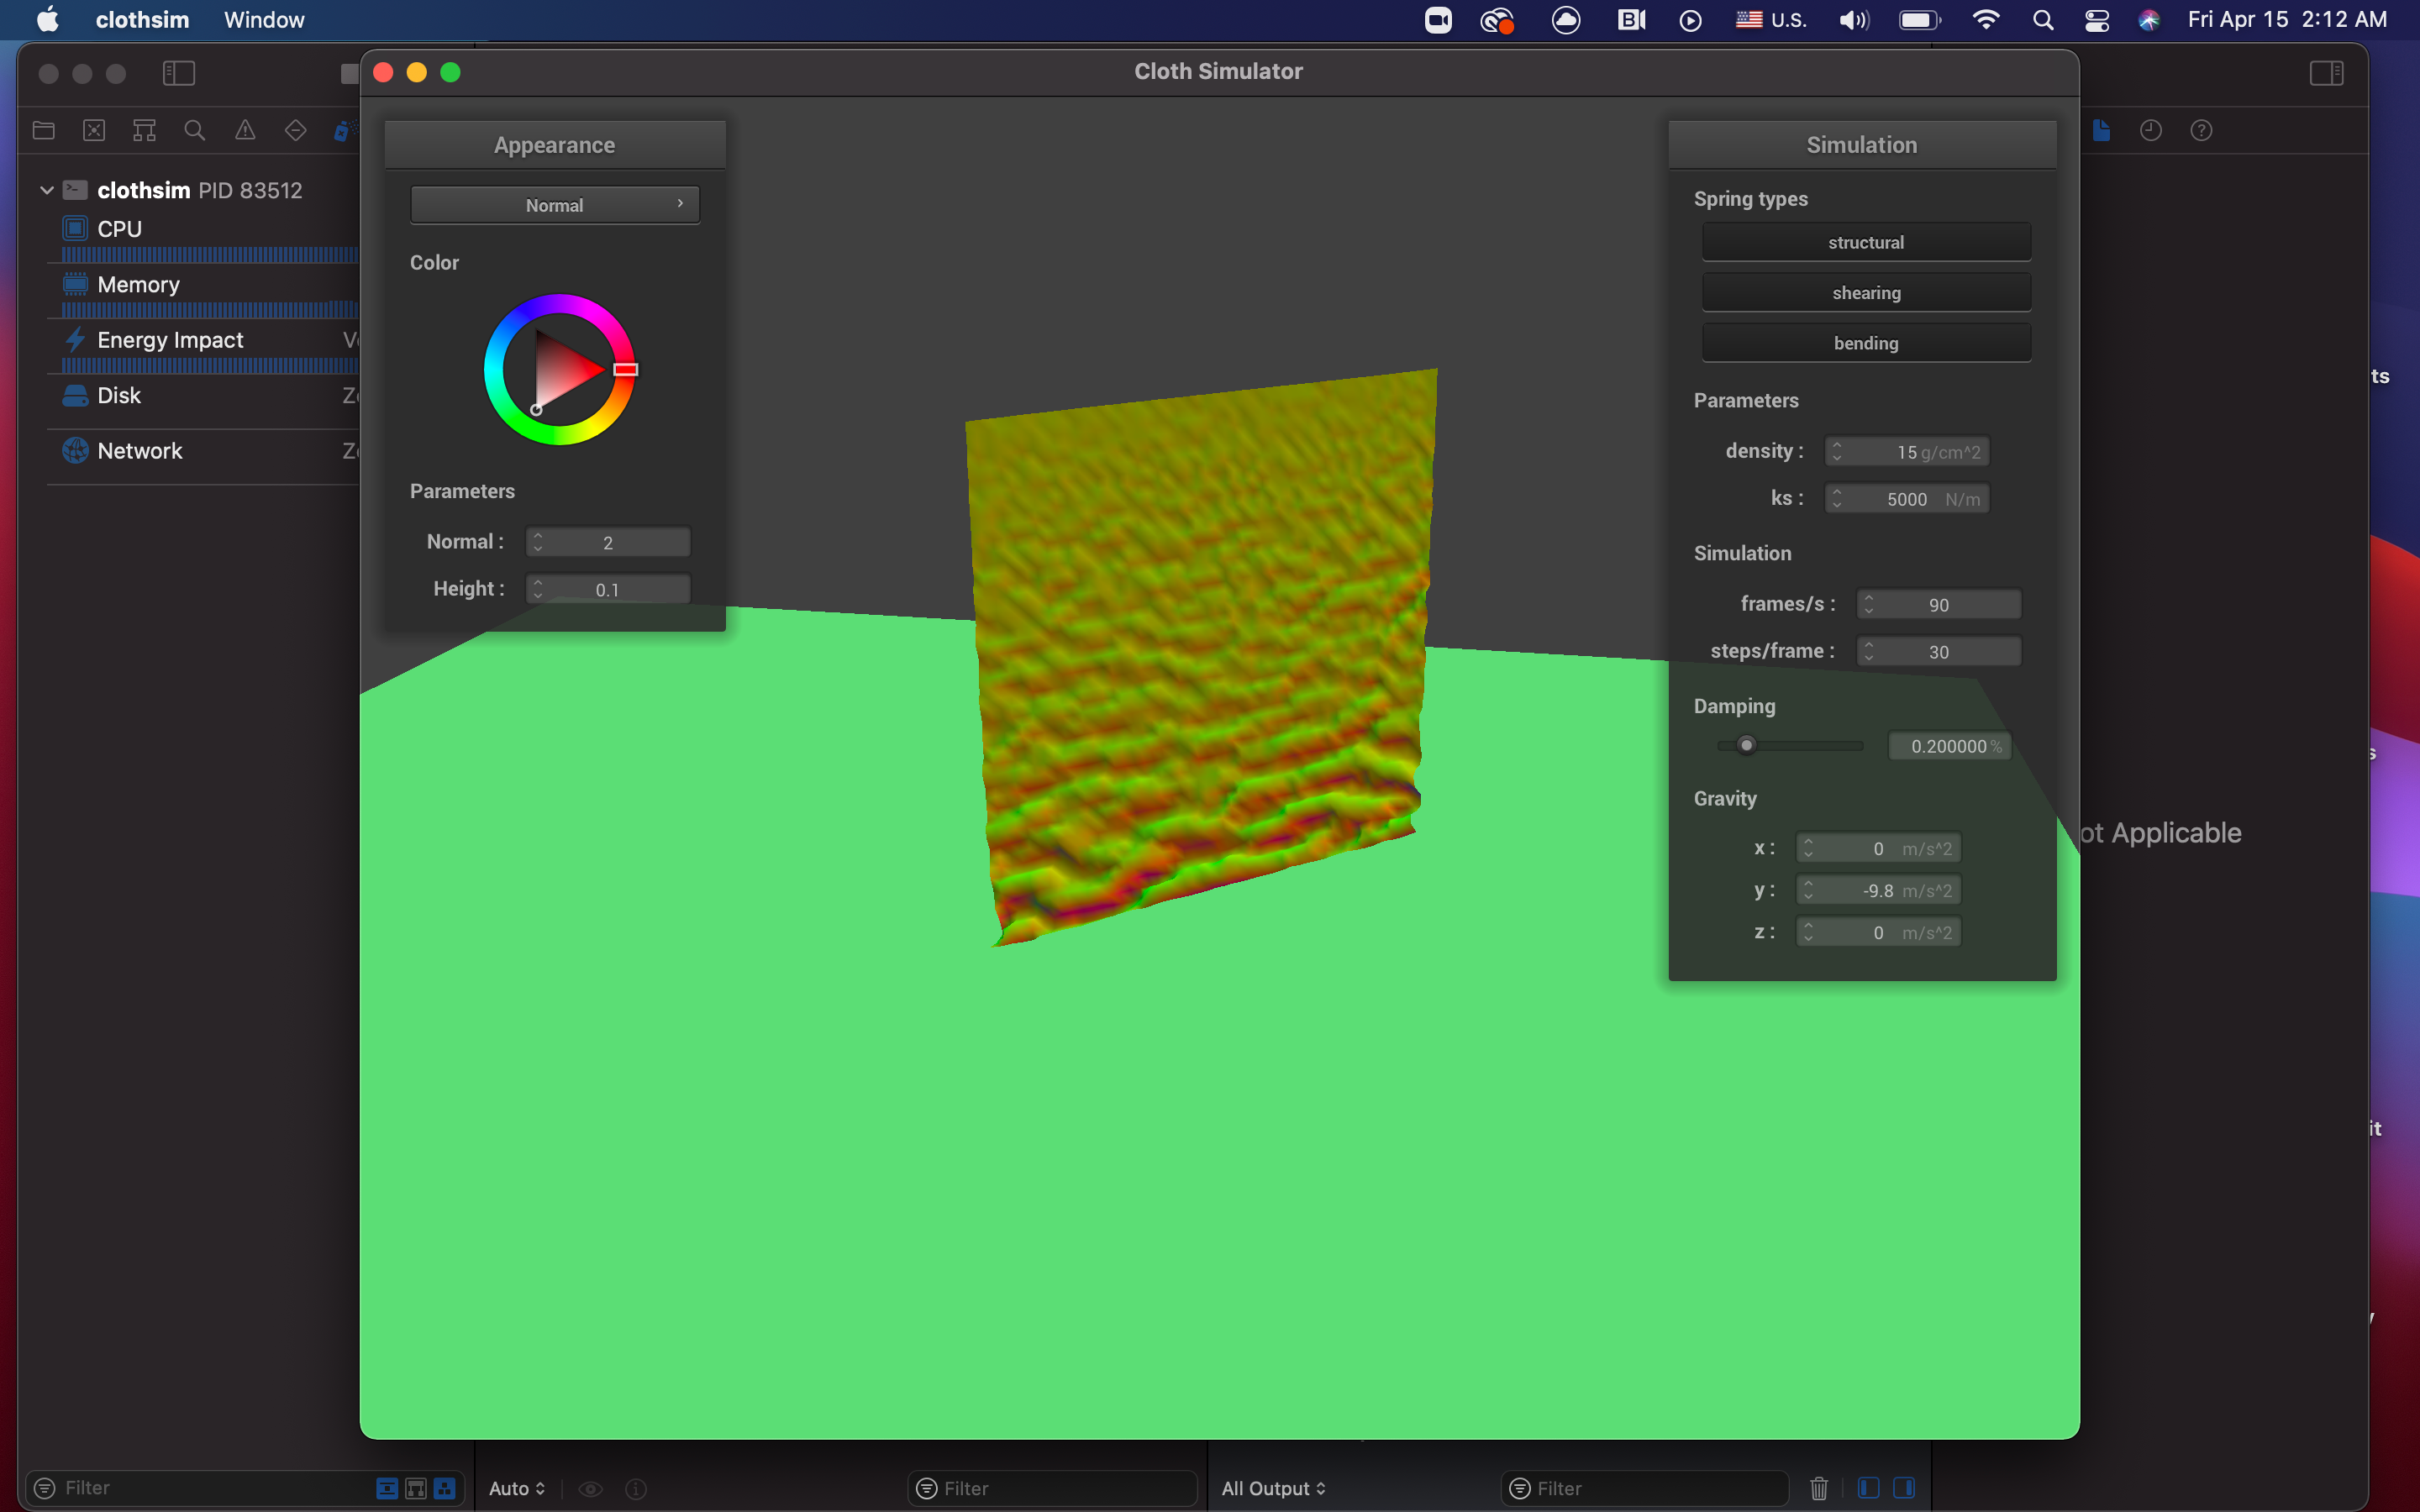 clothsim Window U.S. Fri Apr 15 2:12 AM
Cloth Simulator
clothsim PID 83512
CPU
Memory
Energy Impact
Disk
Network
Appearance
Normal
Color
Parameters
Normal : 2
Height : 0.1
Simulation
Spring types
structural
shearing
bending
Parameters
density : 15 g/cm^2
ks : 5000 N/m
Simulation
frames/s : 90
steps/frame : 30
Damping
0.200000 %
Gravity
x : 0 m/s^2
y : -9.8 m/s^2
z : 0 m/s^2
ot Applicable
ts
s
it
Filter Auto Filter All Output Filter